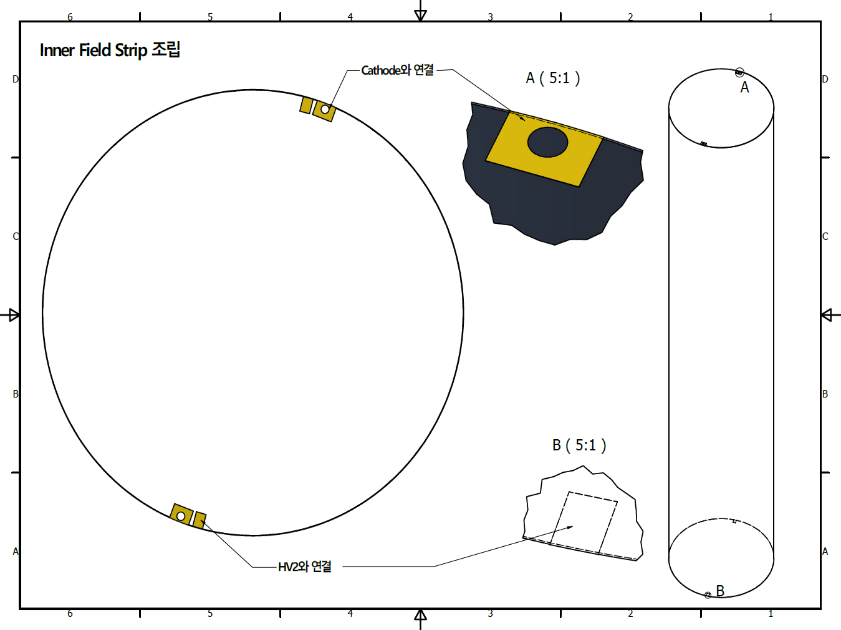 6 5 4 3 2 1
Inner Field Strip 조립
Cathode와 연결
A ( 5:1 )
D D
A
C C
B B
B ( 5:1 )
A A
HV2와 연결
B
6 5 4 3 2 1